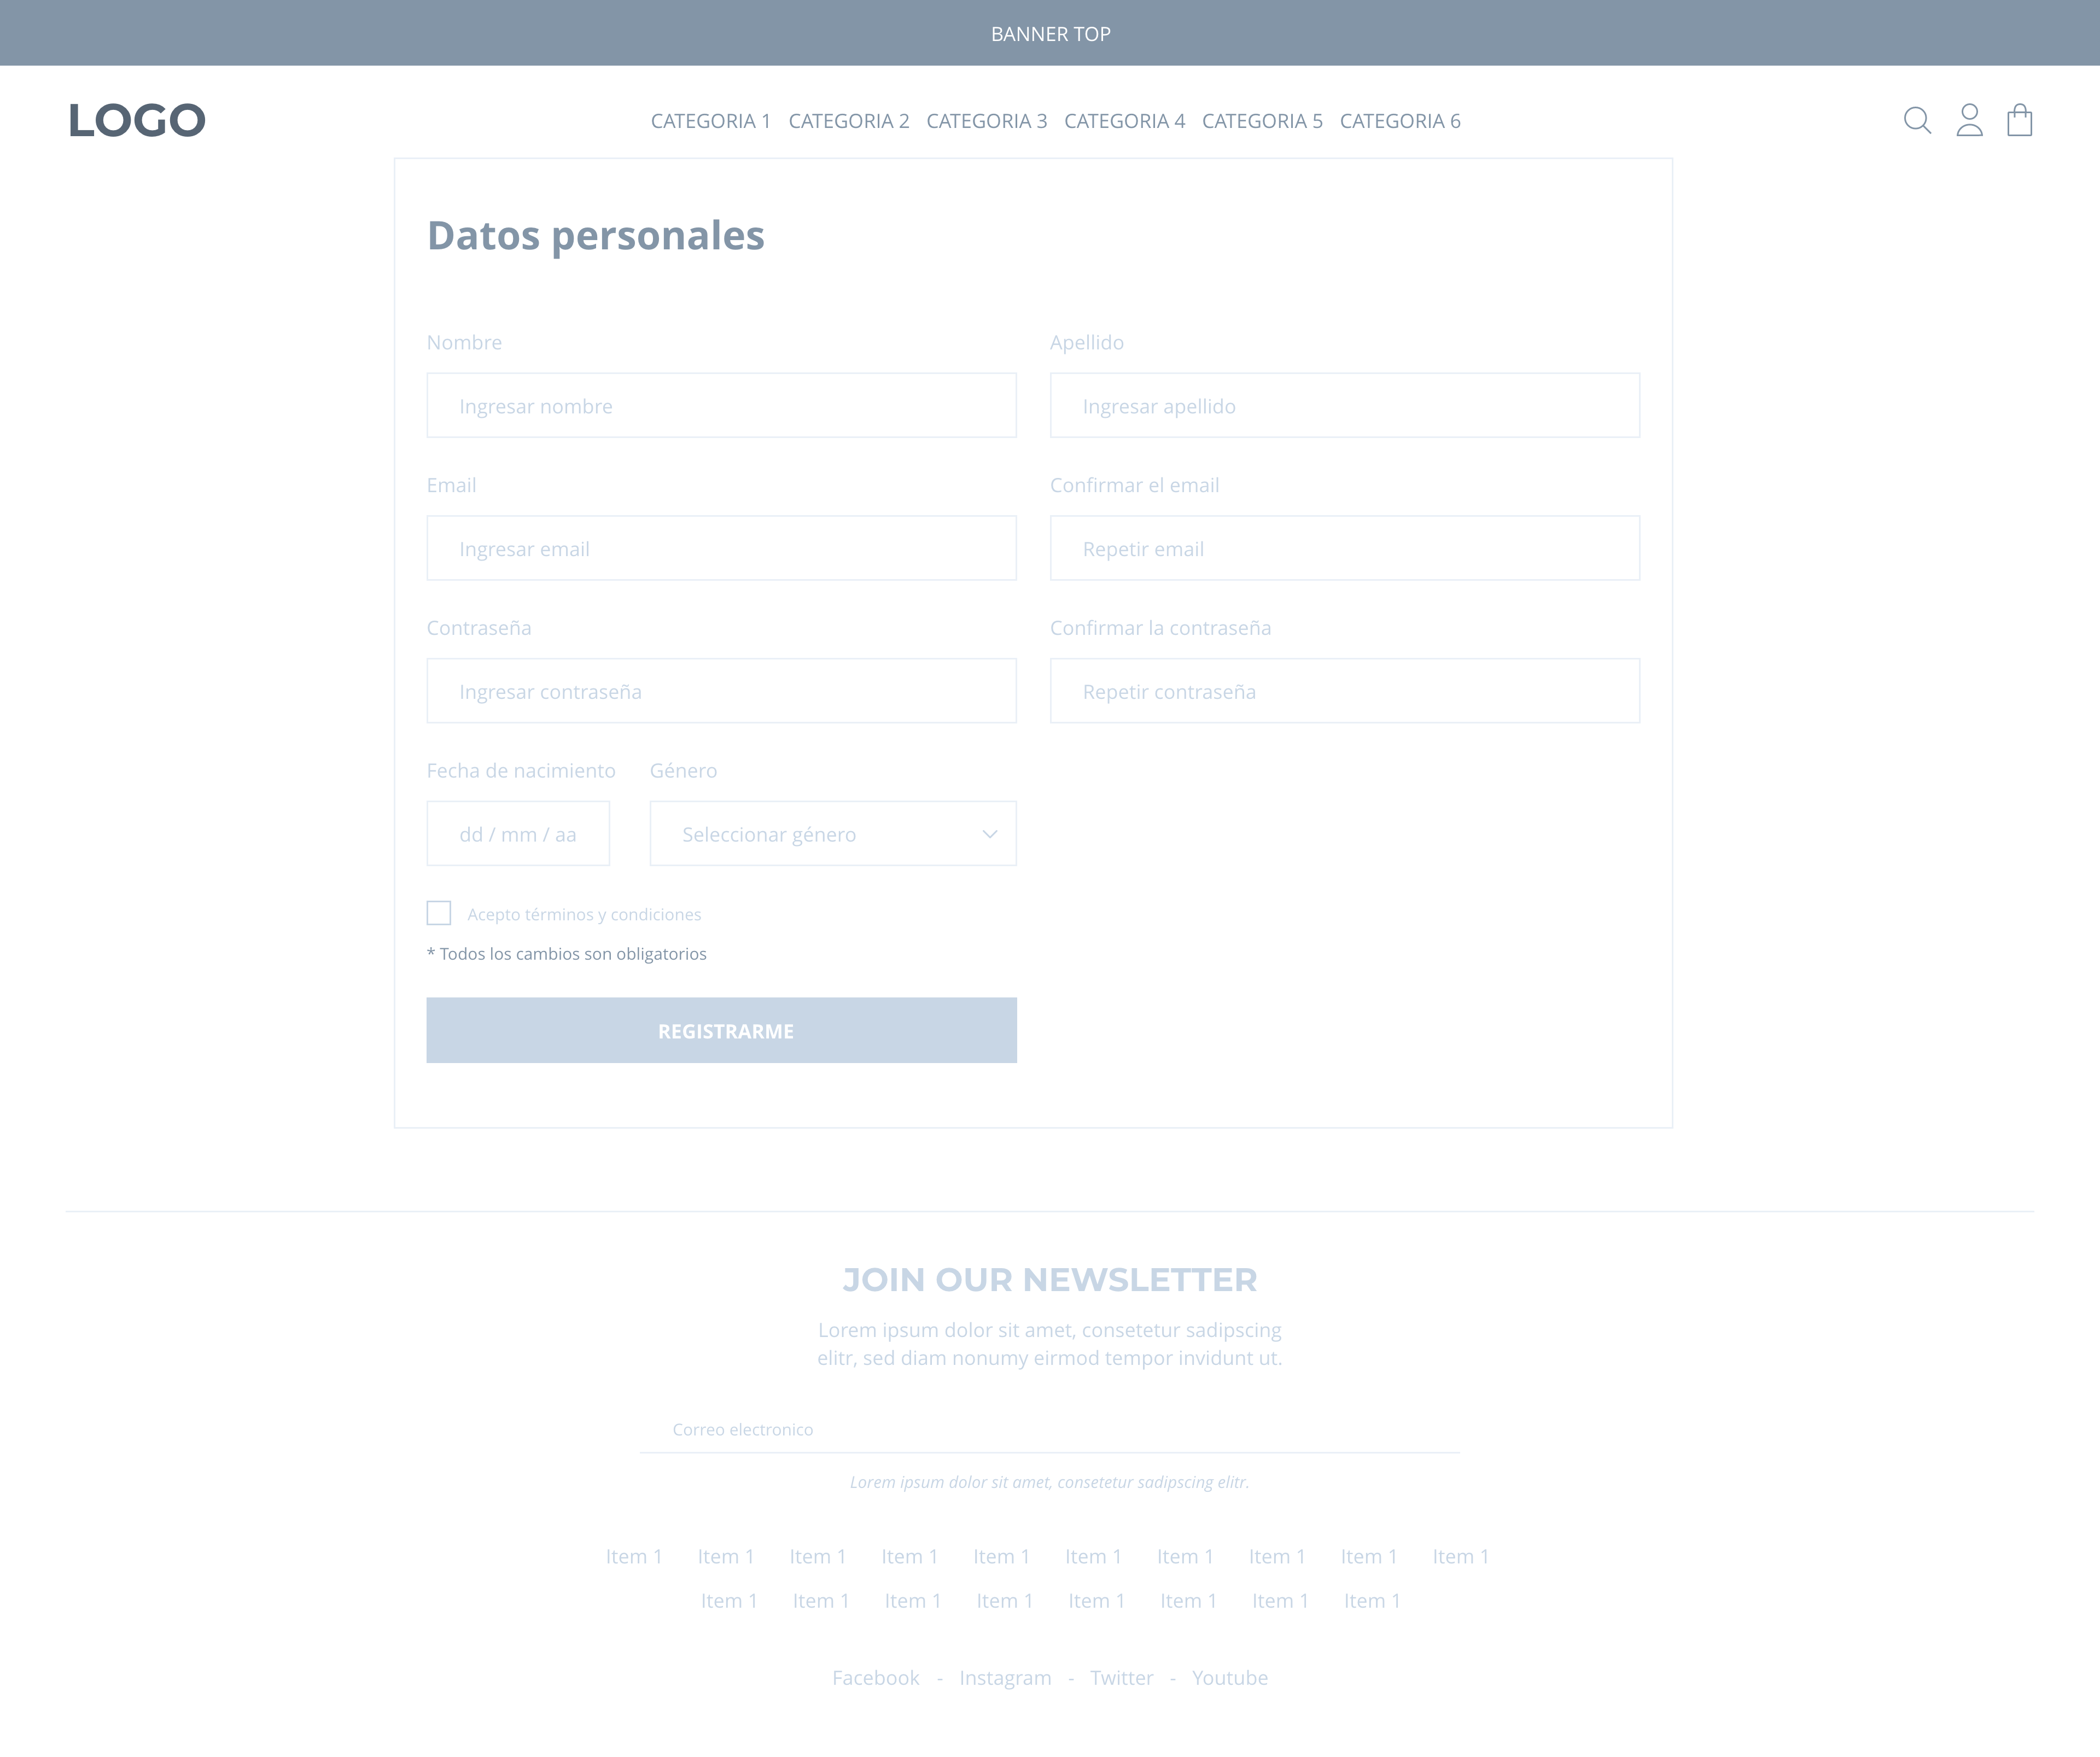 BANNER TOP
LOGO
CATEGORIA 1 CATEGORIA 2 CATEGORIA 3 CATEGORIA 4 CATEGORIA 5 CATEGORIA 6
Datos personales
Nombre
Ingresar nombre
Apellido
Ingresar apellido
Email
Ingresar email
Confirmar el email
Repetir email
Contraseña
Ingresar contraseña
Confirmar la contraseña
Repetir contraseña
Fecha de nacimiento
dd / mm / aa
Género
Seleccionar género
Acepto términos y condiciones
* Todos los cambios son obligatorios
REGISTRARME
JOIN OUR NEWSLETTER
Lorem ipsum dolor sit amet, consetetur sadipscing
elitr, sed diam nonumy eirmod tempor invidunt ut.
Correo electronico
Lorem ipsum dolor sit amet, consetetur sadipscing elitr.
Item 1 Item 1 Item 1 Item 1 Item 1 Item 1 Item 1 Item 1 Item 1 Item 1
Item 1 Item 1 Item 1 Item 1 Item 1 Item 1 Item 1 Item 1
Facebook - Instagram - Twitter - Youtube